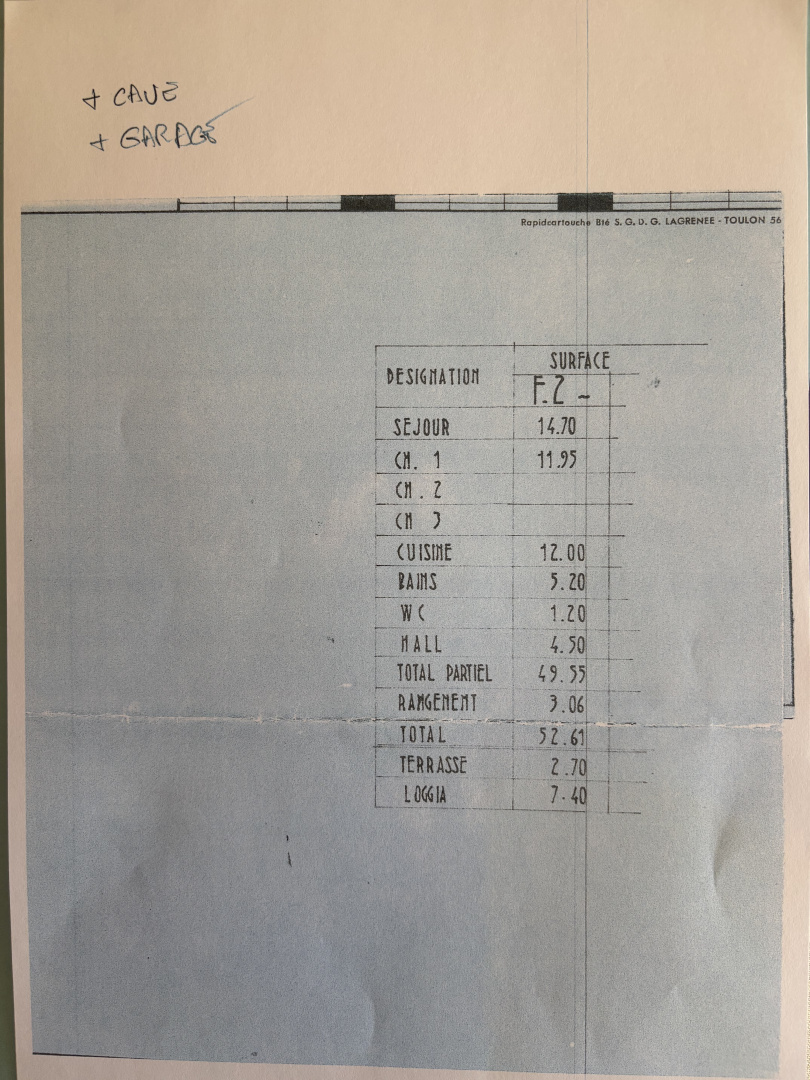 + CAVE
+ GARAGE
Rapidcartouche Bté S. G. D. G. LAGRENEE - TOULON 56
DESIGNATION SURFACE
F.2 -
SEJOUR 14.70
CH. 1 11.95
CH. 2
CH 3
CUISINE 12.00
BAINS 5.20
WC 1.20
HALL 4.50
TOTAL PARTIEL 49.55
RANGEMENT 3.06
TOTAL 52.61
TERRASSE 2.70
LOGGIA 7.40